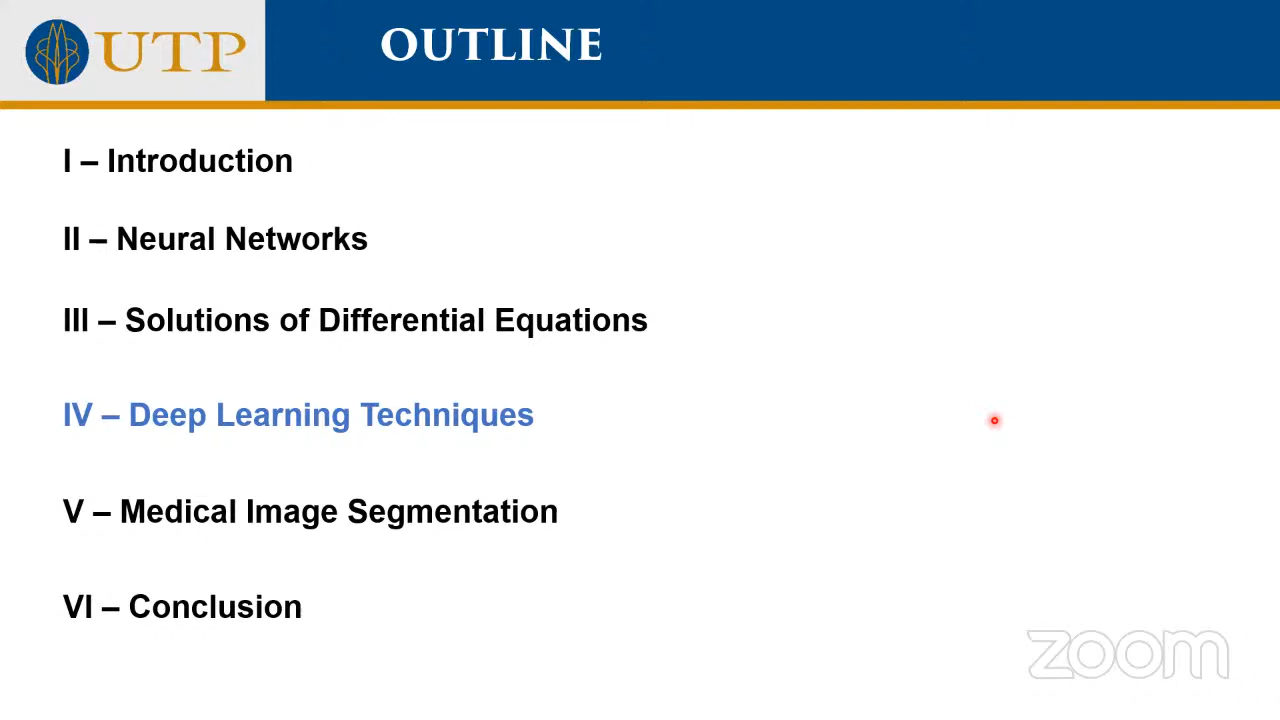 UTP
OUTLINE
I – Introduction
II – Neural Networks
III – Solutions of Differential Equations
IV – Deep Learning Techniques
V – Medical Image Segmentation
VI – Conclusion
zoom